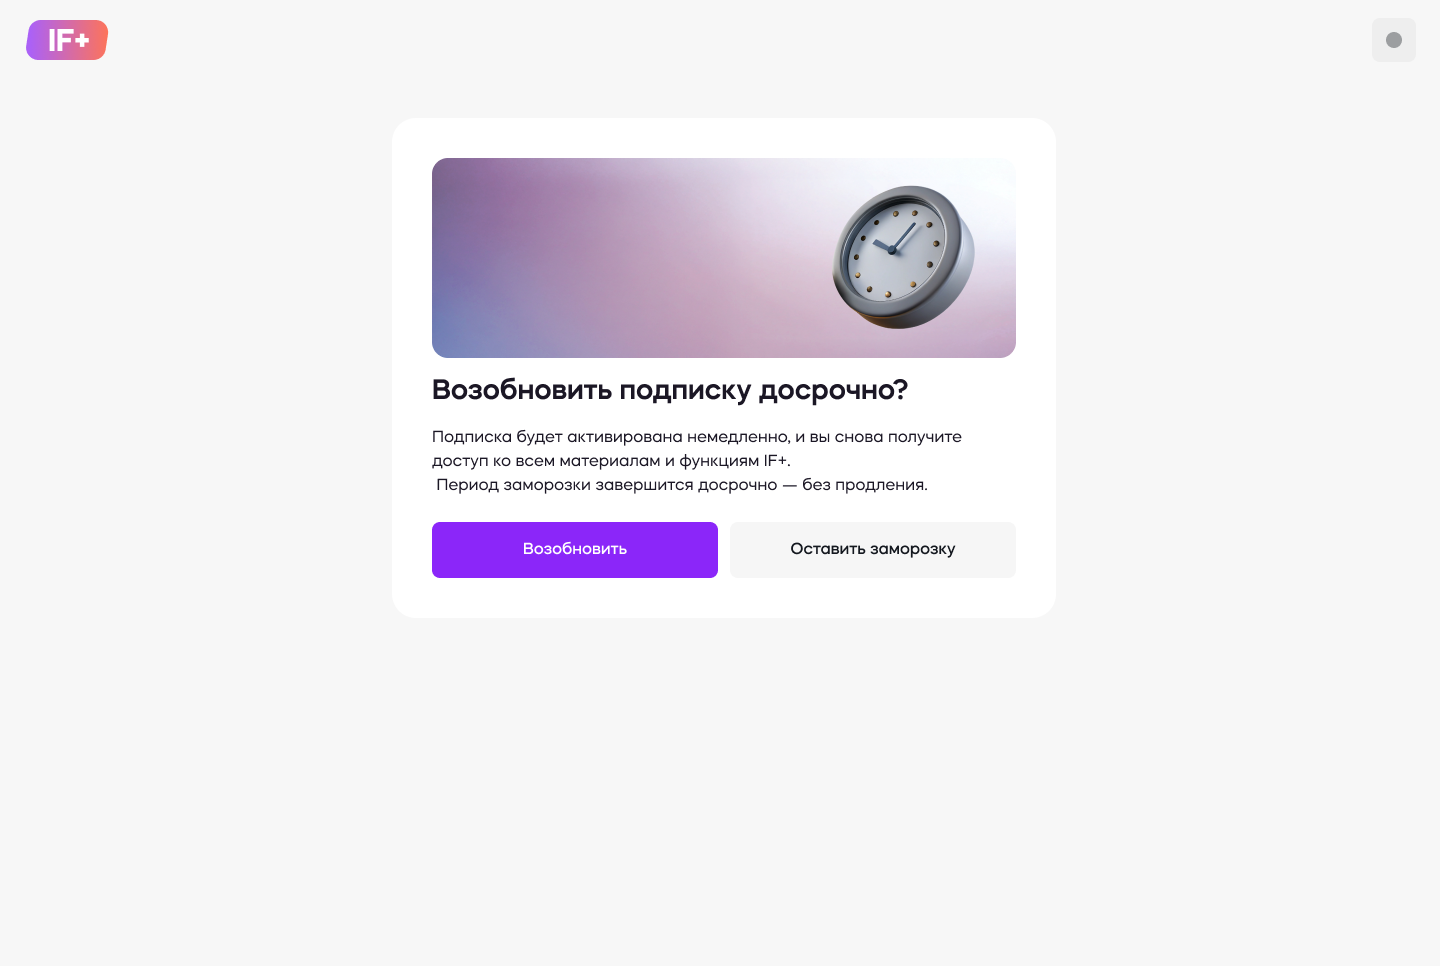 IF+
Возобновить подписку досрочно?
Подписка будет активирована немедленно, и вы снова получите
доступ ко всем материалам и функциям IF+.
Период заморозки завершится досрочно — без продления.
Возобновить
Оставить заморозку